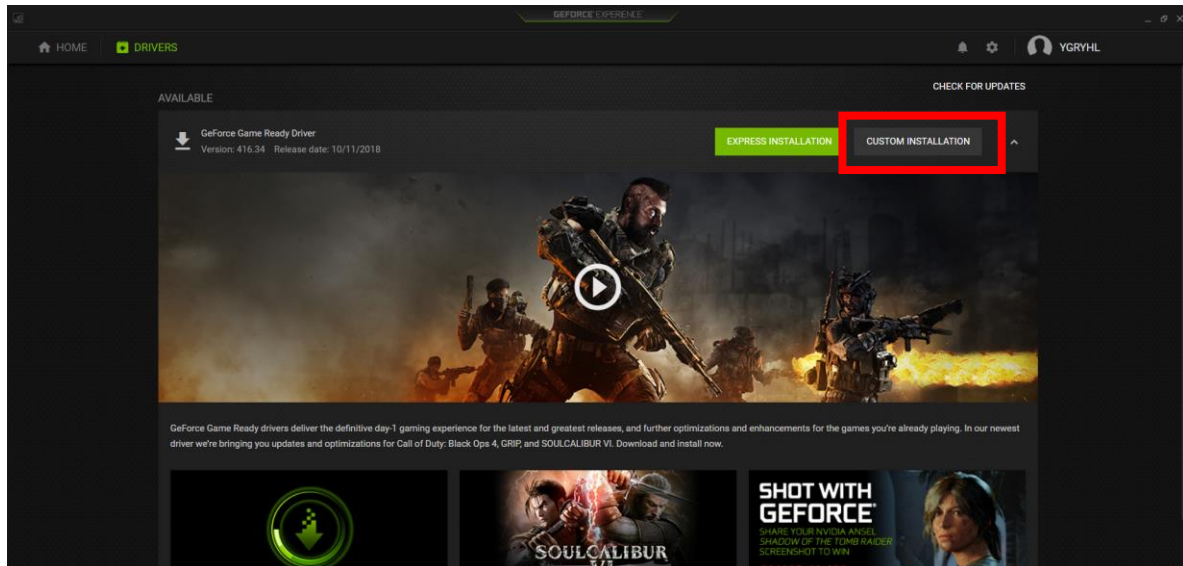 GEFORCE EXPERIENCE
HOME
DRIVERS
YGRYHL
CHECK FOR UPDATES
AVAILABLE
GeForce Game Ready Driver
Version: 416.34 Release date: 10/11/2018
EXPRESS INSTALLATION
CUSTOM INSTALLATION
GeForce Game Ready drivers deliver the definitive day-1 gaming experience for the latest and greatest releases, and further optimizations and enhancements for the games you're already playing. In our newest
driver we're bringing you updates and optimizations for Call of Duty: Black Ops 4, GRIP, and SOULCALIBUR VI. Download and install now.
SOULCALIBUR
VI
SHOT WITH
GEFORCE
SHARE YOUR NVIDIA ANSEL
SHADOW OF THE TOMB RAIDER
SCREENSHOT TO WIN